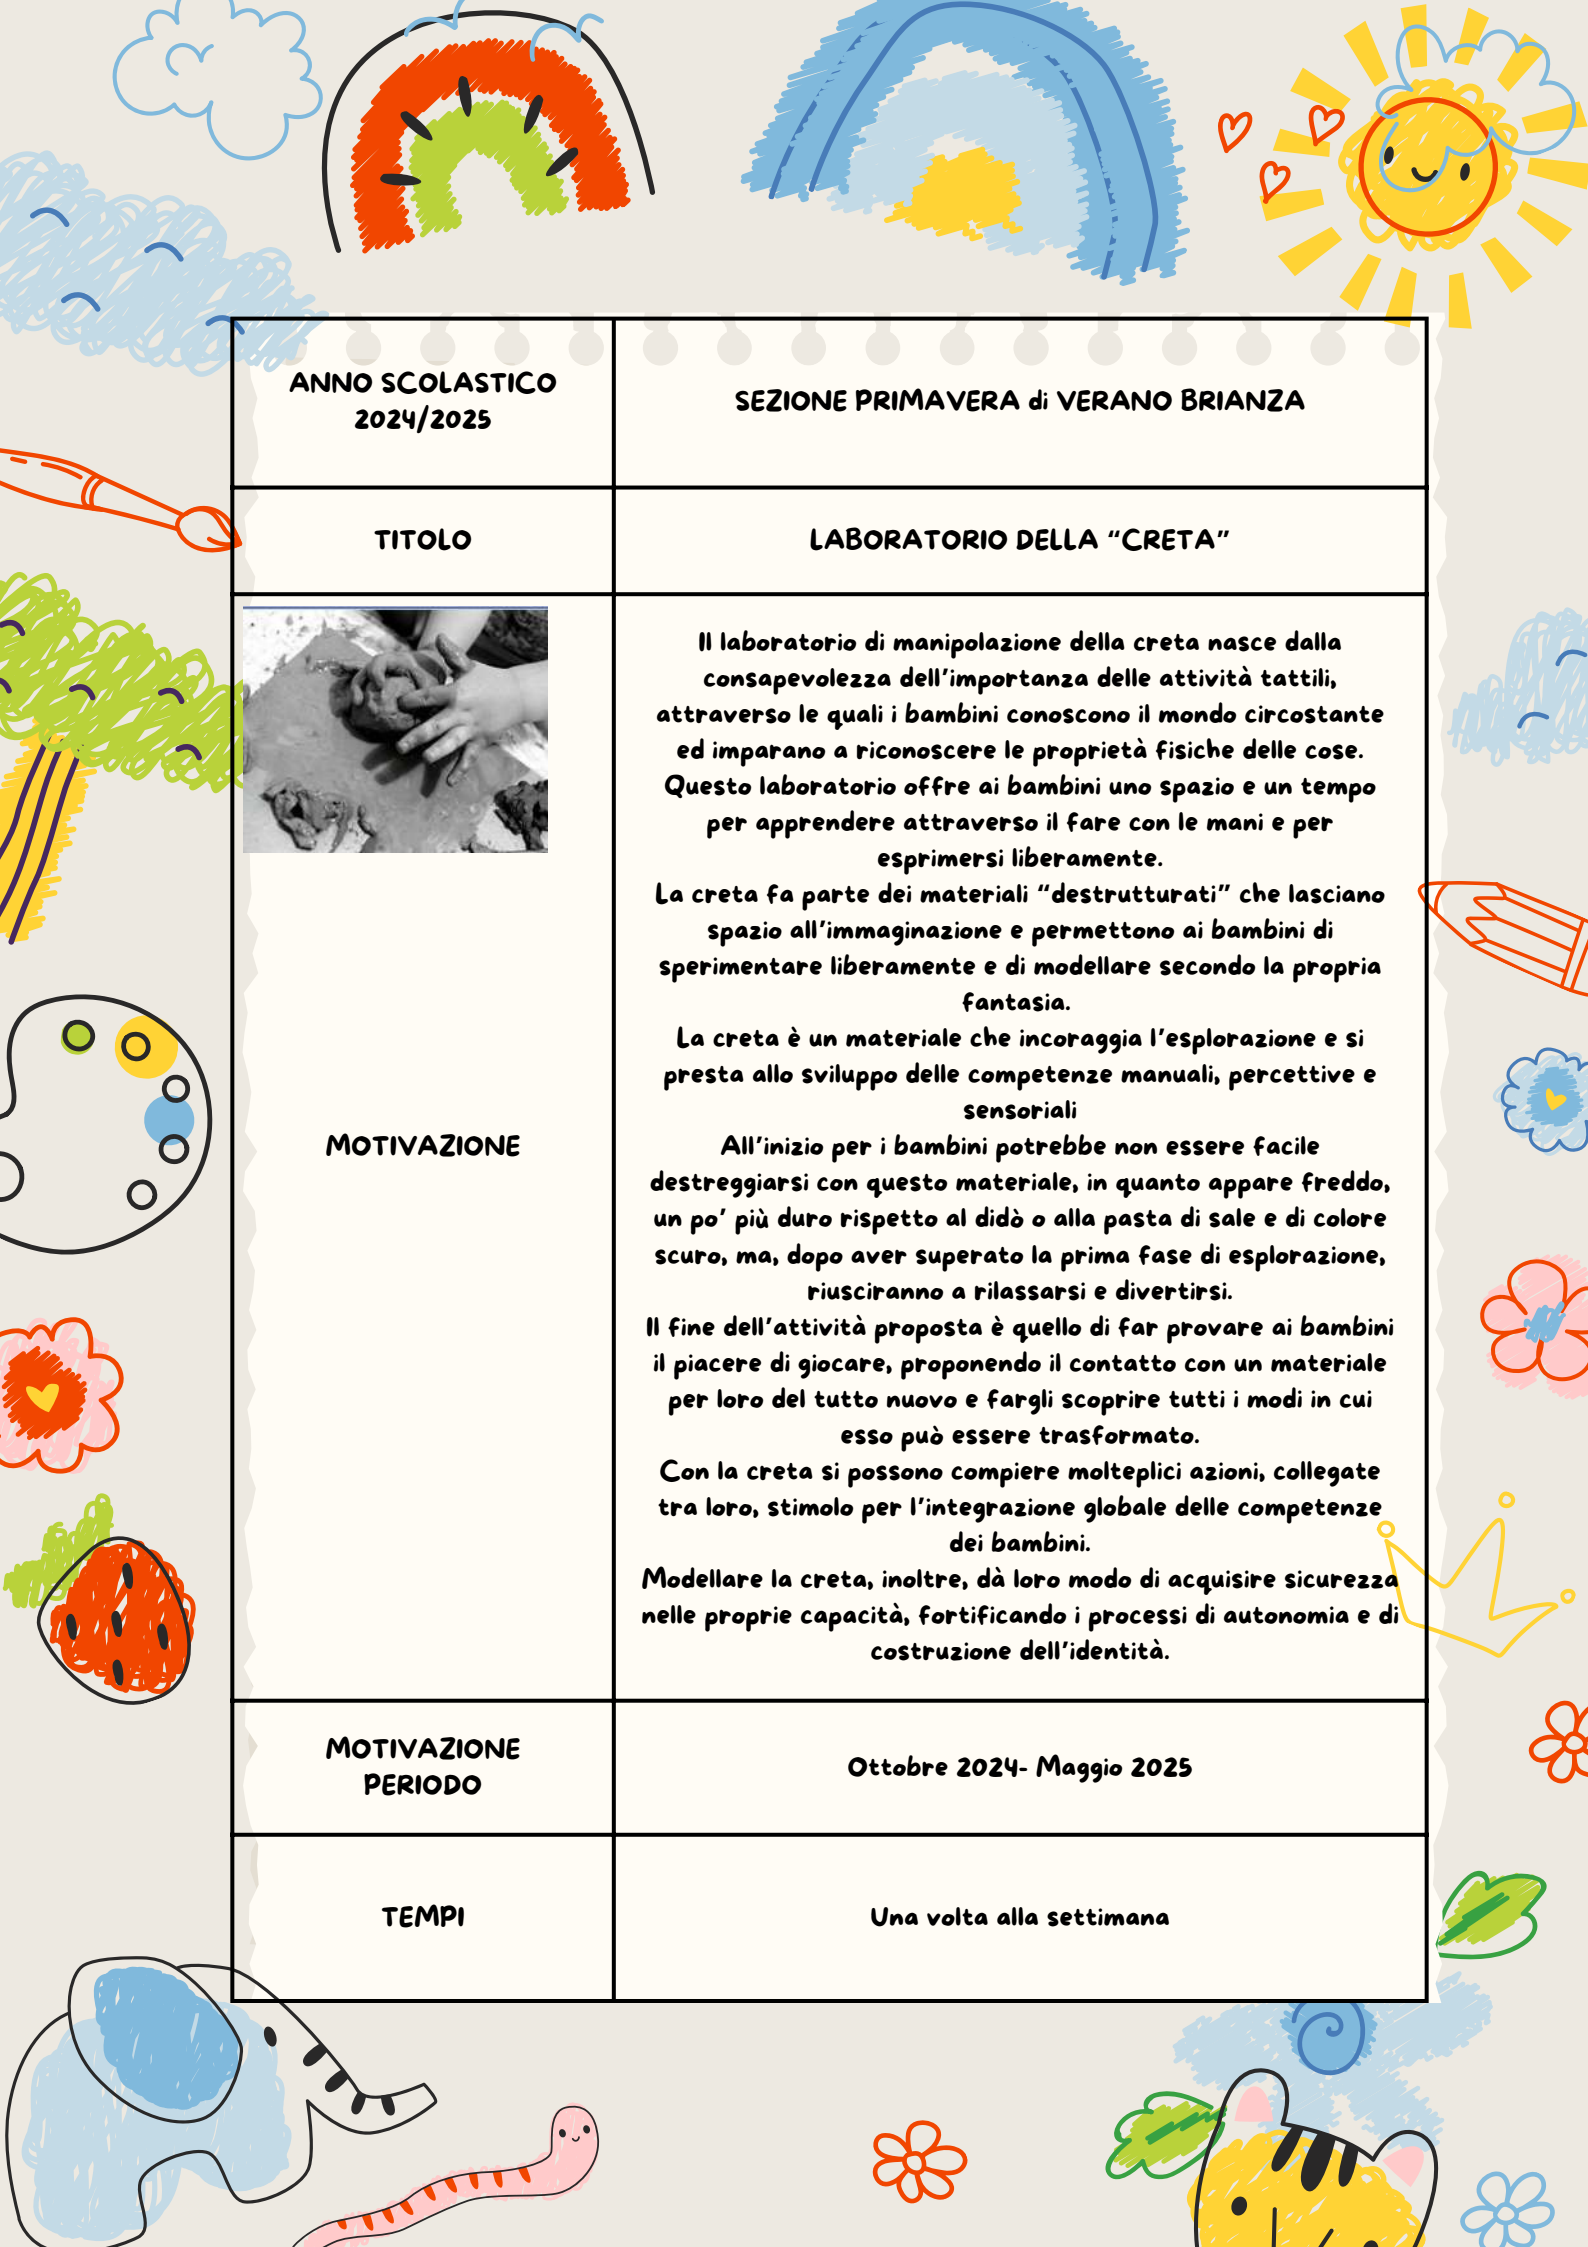 ANNO SCOLASTICO
2024/2025
SEZIONE PRIMAVERA di VERANO BRIANZA
TITOLO
LABORATORIO DELLA “CRETA”
MOTIVAZIONE
Il laboratorio di manipolazione della creta nasce dalla
consapevolezza dell’importanza delle attività tattili,
attraverso le quali i bambini conoscono il mondo circostante
ed imparano a riconoscere le proprietà fisiche delle cose.
Questo laboratorio offre ai bambini uno spazio e un tempo
per apprendere attraverso il fare con le mani e per
esprimersi liberamente.
La creta fa parte dei materiali “destrutturati” che lasciano
spazio all’immaginazione e permettono ai bambini di
sperimentare liberamente e di modellare secondo la propria
fantasia.
La creta è un materiale che incoraggia l’esplorazione e si
presta allo sviluppo delle competenze manuali, percettive e
sensoriali
All’inizio per i bambini potrebbe non essere facile
destreggiarsi con questo materiale, in quanto appare freddo,
un po’ più duro rispetto al didò o alla pasta di sale e di colore
scuro, ma, dopo aver superato la prima fase di esplorazione,
riusciranno a rilassarsi e divertirsi.
Il fine dell’attività proposta è quello di far provare ai bambini
il piacere di giocare, proponendo il contatto con un materiale
per loro del tutto nuovo e fargli scoprire tutti i modi in cui
esso può essere trasformato.
Con la creta si possono compiere molteplici azioni, collegate
tra loro, stimolo per l’integrazione globale delle competenze
dei bambini.
Modellare la creta, inoltre, dà loro modo di acquisire sicurezza
nelle proprie capacità, fortificando i processi di autonomia e di
costruzione dell’identità.
MOTIVAZIONE
PERIODO
Ottobre 2024- Maggio 2025
TEMPI
Una volta alla settimana